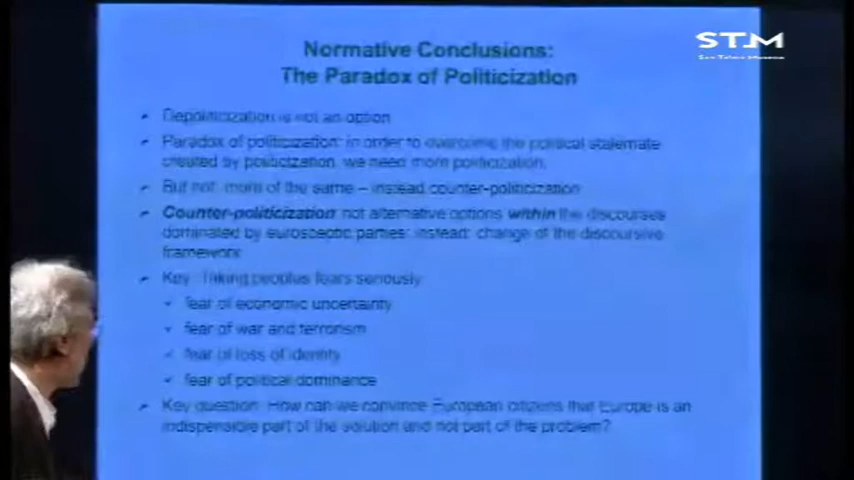 STM
San Telmo Museoa
Normative Conclusions:
The Paradox of Politicization
Depoliticization is not an option
Paradox of politicization: in order to overcome the political stalemate
created by politicization, we need more politicization.
But not: more of the same – instead counter-politicization
Counter-politicization not alternative options within the discourses
dominated by eurosceptic parties; instead: change of the discursive
framework
Key: Taking peoples fears seriously
fear of economic uncertainty
fear of war and terrorism
fear of loss of identity
fear of political dominance
Key question: How can we convince European citizens that Europe is an
indispensible part of the solution and not part of the problem?